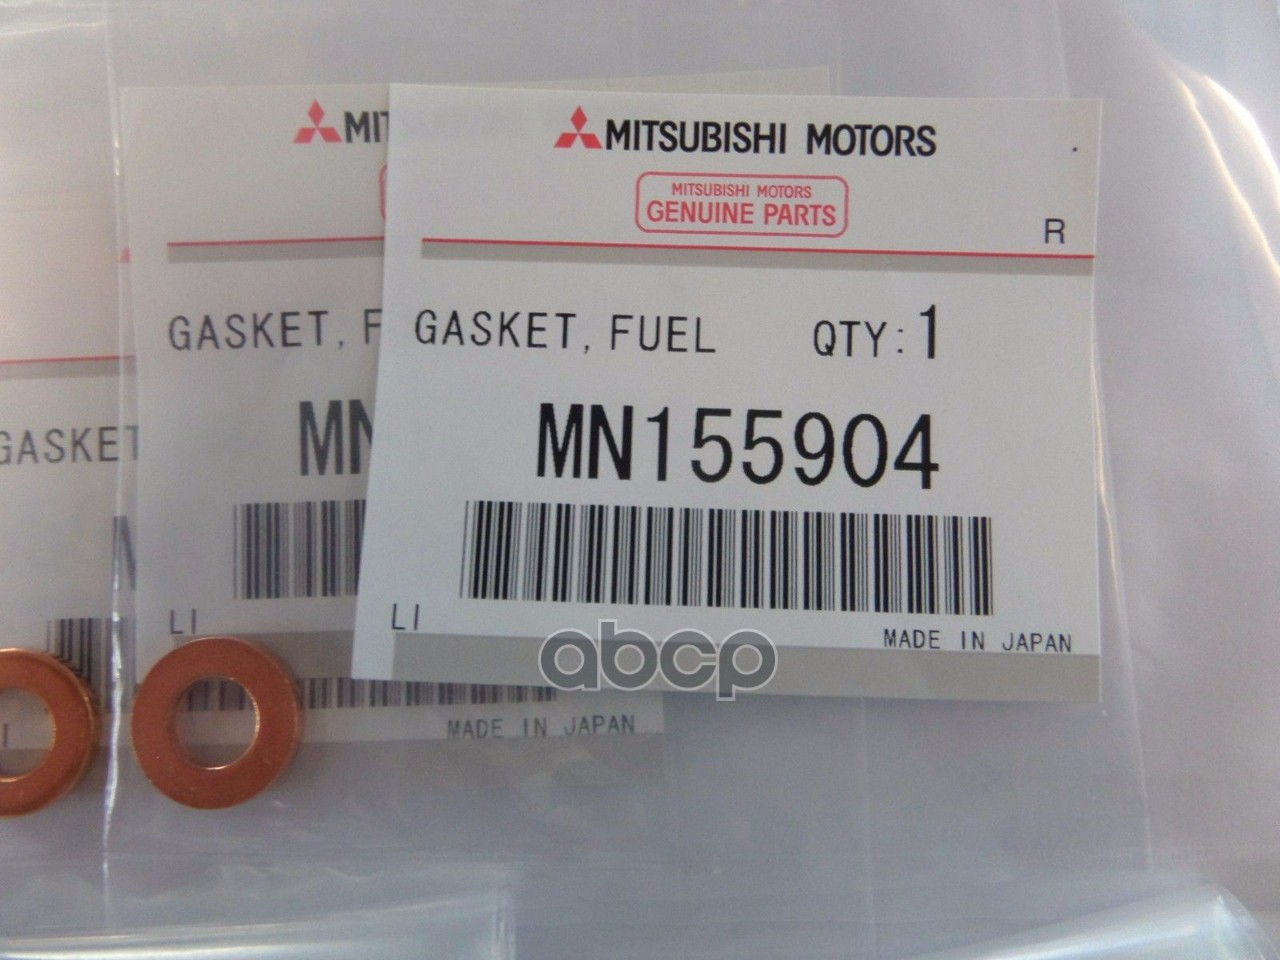 MITSUBISHI MOTORS
MITSUBISHI MOTORS
GENUINE PARTS
R
GASKET, FUEL QTY: 1
MN155904
LI
MADE IN JAPAN
abcp
MIT
GASKET, F
MN
LI
MADE IN JAPAN
GASKET